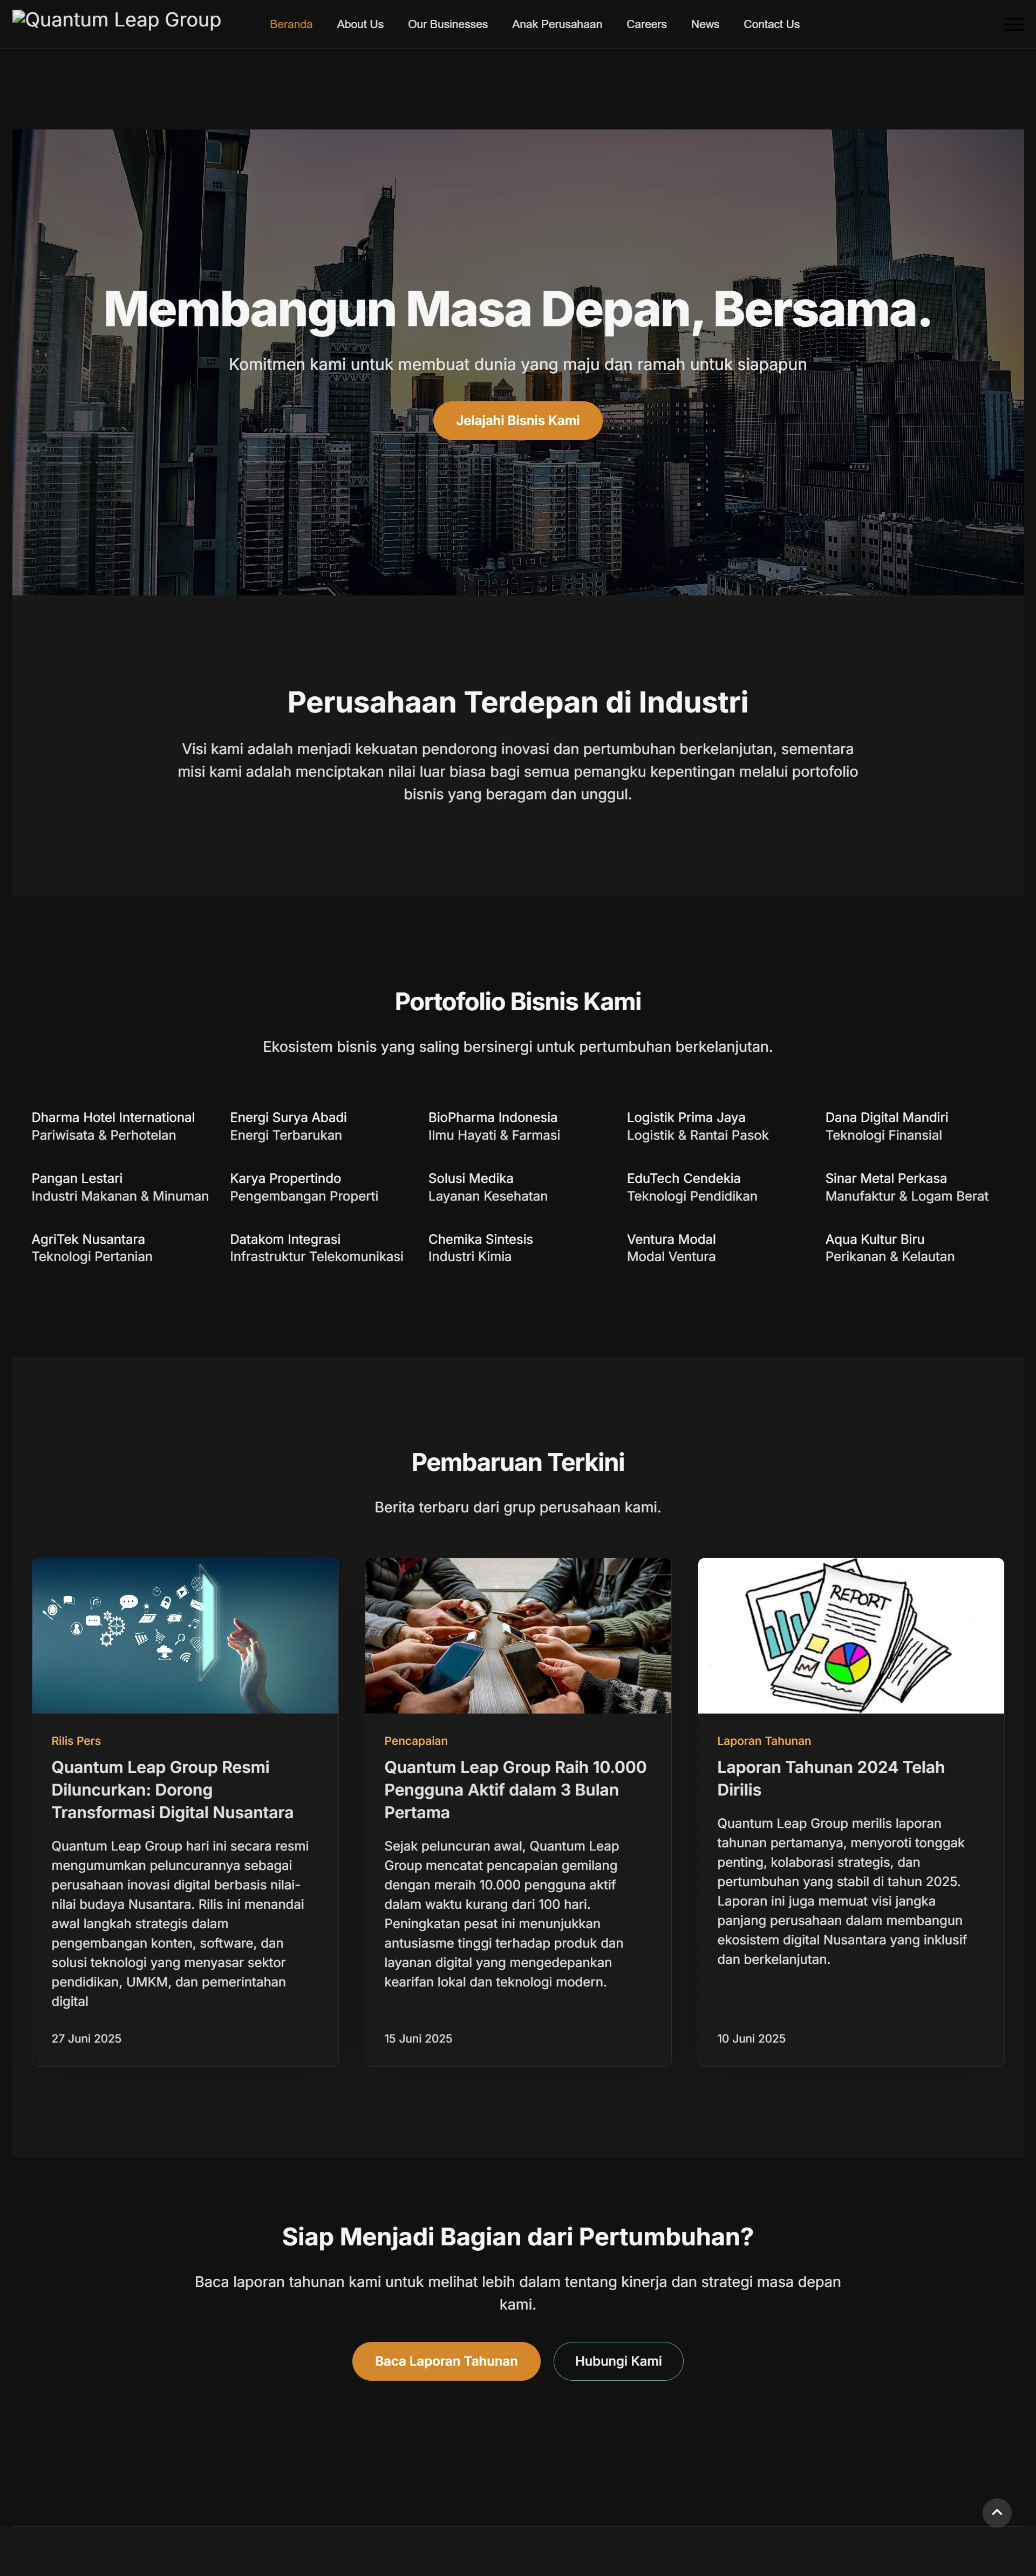 Quantum Leap Group
Beranda
About Us
Our Businesses
Anak Perusahaan
Careers
News
Contact Us
Membangun Masa Depan, Bersama.
Komitmen kami untuk membuat dunia yang maju dan ramah untuk siapapun
Jelajahi Bisnis Kami
Perusahaan Terdepan di Industri
Visi kami adalah menjadi kekuatan pendorong inovasi dan pertumbuhan berkelanjutan, sementara
misi kami adalah menciptakan nilai luar biasa bagi semua pemangku kepentingan melalui portofolio
bisnis yang beragam dan unggul.
Portofolio Bisnis Kami
Ekosistem bisnis yang saling bersinergi untuk pertumbuhan berkelanjutan.
Dharma Hotel International
Pariwisata & Perhotelan
Energi Surya Abadi
Energi Terbarukan
BioPharma Indonesia
Ilmu Hayati & Farmasi
Logistik Prima Jaya
Logistik & Rantai Pasok
Dana Digital Mandiri
Teknologi Finansial
Pangan Lestari
Industri Makanan & Minuman
Karya Propertindo
Pengembangan Properti
Solusi Medika
Layanan Kesehatan
EduTech Cendekia
Teknologi Pendidikan
Sinar Metal Perkasa
Manufaktur & Logam Berat
AgriTek Nusantara
Teknologi Pertanian
Datakom Integrasi
Infrastruktur Telekomunikasi
Chemika Sintesis
Industri Kimia
Ventura Modal
Modal Ventura
Aqua Kultur Biru
Perikanan & Kelautan
Pembaruan Terkini
Berita terbaru dari grup perusahaan kami.
Rilis Pers
Quantum Leap Group Resmi
Diluncurkan: Dorong
Transformasi Digital Nusantara
Quantum Leap Group hari ini secara resmi
mengumumkan peluncurannya sebagai
perusahaan inovasi digital berbasis nilai-
nilai budaya Nusantara. Rilis ini menandai
awal langkah strategis dalam
pengembangan konten, software, dan
solusi teknologi yang menyasar sektor
pendidikan, UMKM, dan pemerintahan
digital
27 Juni 2025
Pencapaian
Quantum Leap Group Raih 10.000
Pengguna Aktif dalam 3 Bulan
Pertama
Sejak peluncuran awal, Quantum Leap
Group mencatat pencapaian gemilang
dengan meraih 10.000 pengguna aktif
dalam waktu kurang dari 100 hari.
Peningkatan pesat ini menunjukkan
antusiasme tinggi terhadap produk dan
layanan digital yang mengedepankan
kearifan lokal dan teknologi modern.
15 Juni 2025
REPORT
Laporan Tahunan
Laporan Tahunan 2024 Telah
Dirilis
Quantum Leap Group merilis laporan
tahunan pertamanya, menyoroti tonggak
penting, kolaborasi strategis, dan
pertumbuhan yang stabil di tahun 2025.
Laporan ini juga memuat visi jangka
panjang perusahaan dalam membangun
ekosistem digital Nusantara yang inklusif
dan berkelanjutan.
10 Juni 2025
Siap Menjadi Bagian dari Pertumbuhan?
Baca laporan tahunan kami untuk melihat lebih dalam tentang kinerja dan strategi masa depan
kami.
Baca Laporan Tahunan
Hubungi Kami